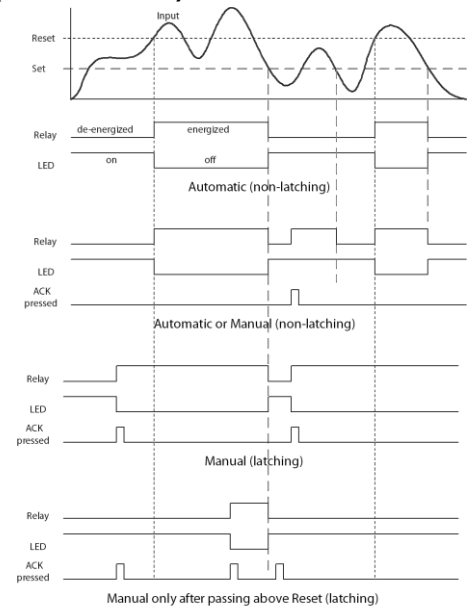 Input
Reset
Set
Relay
de-energized
energized
LED
on
off
Automatic (non-latching)
Relay
LED
ACK
pressed
Automatic or Manual (non-latching)
Relay
LED
ACK
pressed
Manual (latching)
Relay
LED
ACK
pressed
Manual only after passing above Reset (latching)